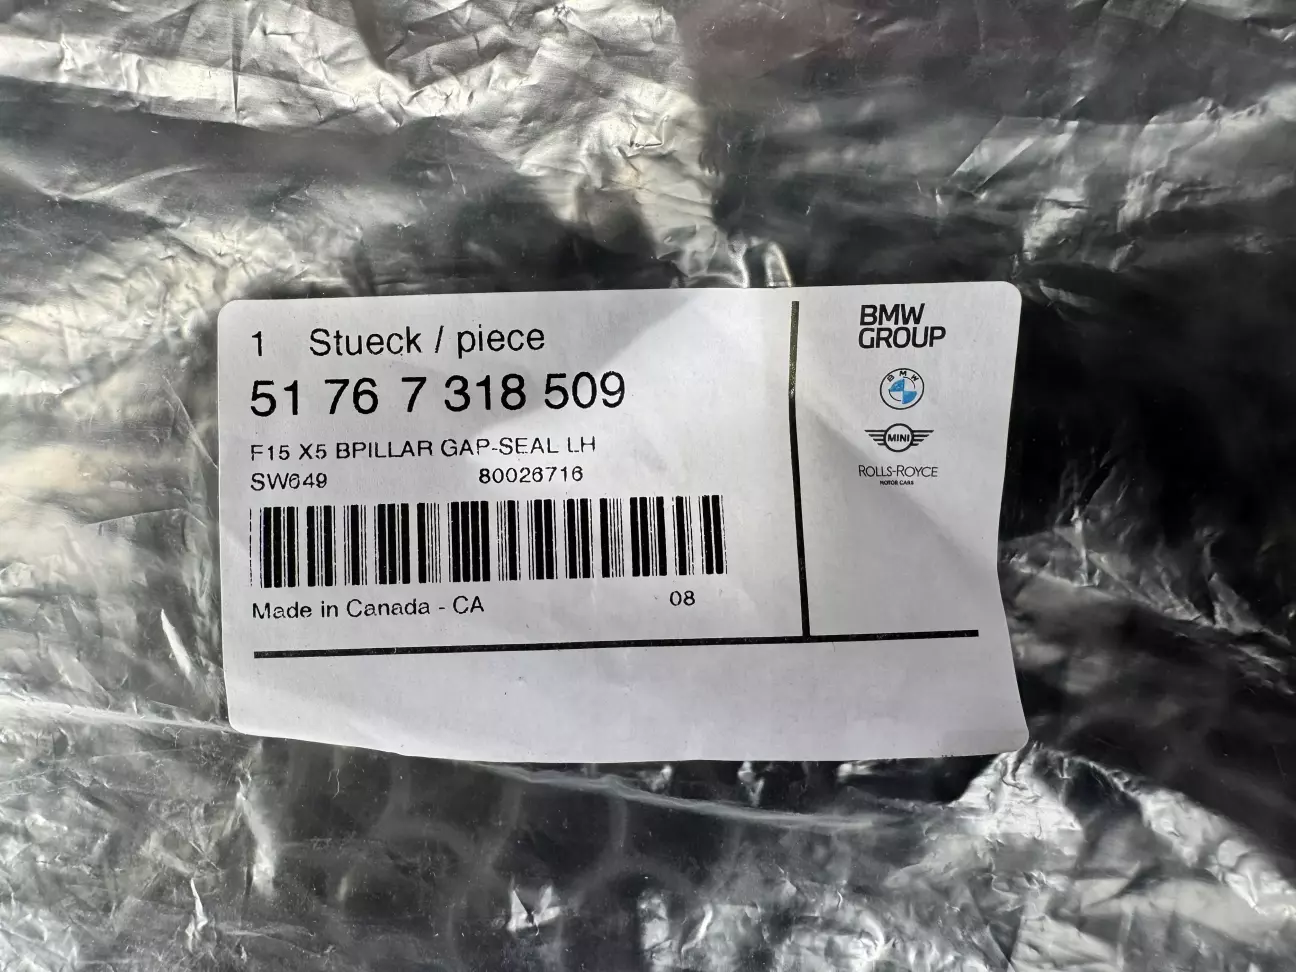 1 Stueck / piece
51 76 7 318 509
F15 X5 BPILLAR GAP-SEAL LH
SW649 80026716
Made in Canada - CA 08
BMW
GROUP
BMW
MINI
ROLLS-ROYCE
MOTOR CARS